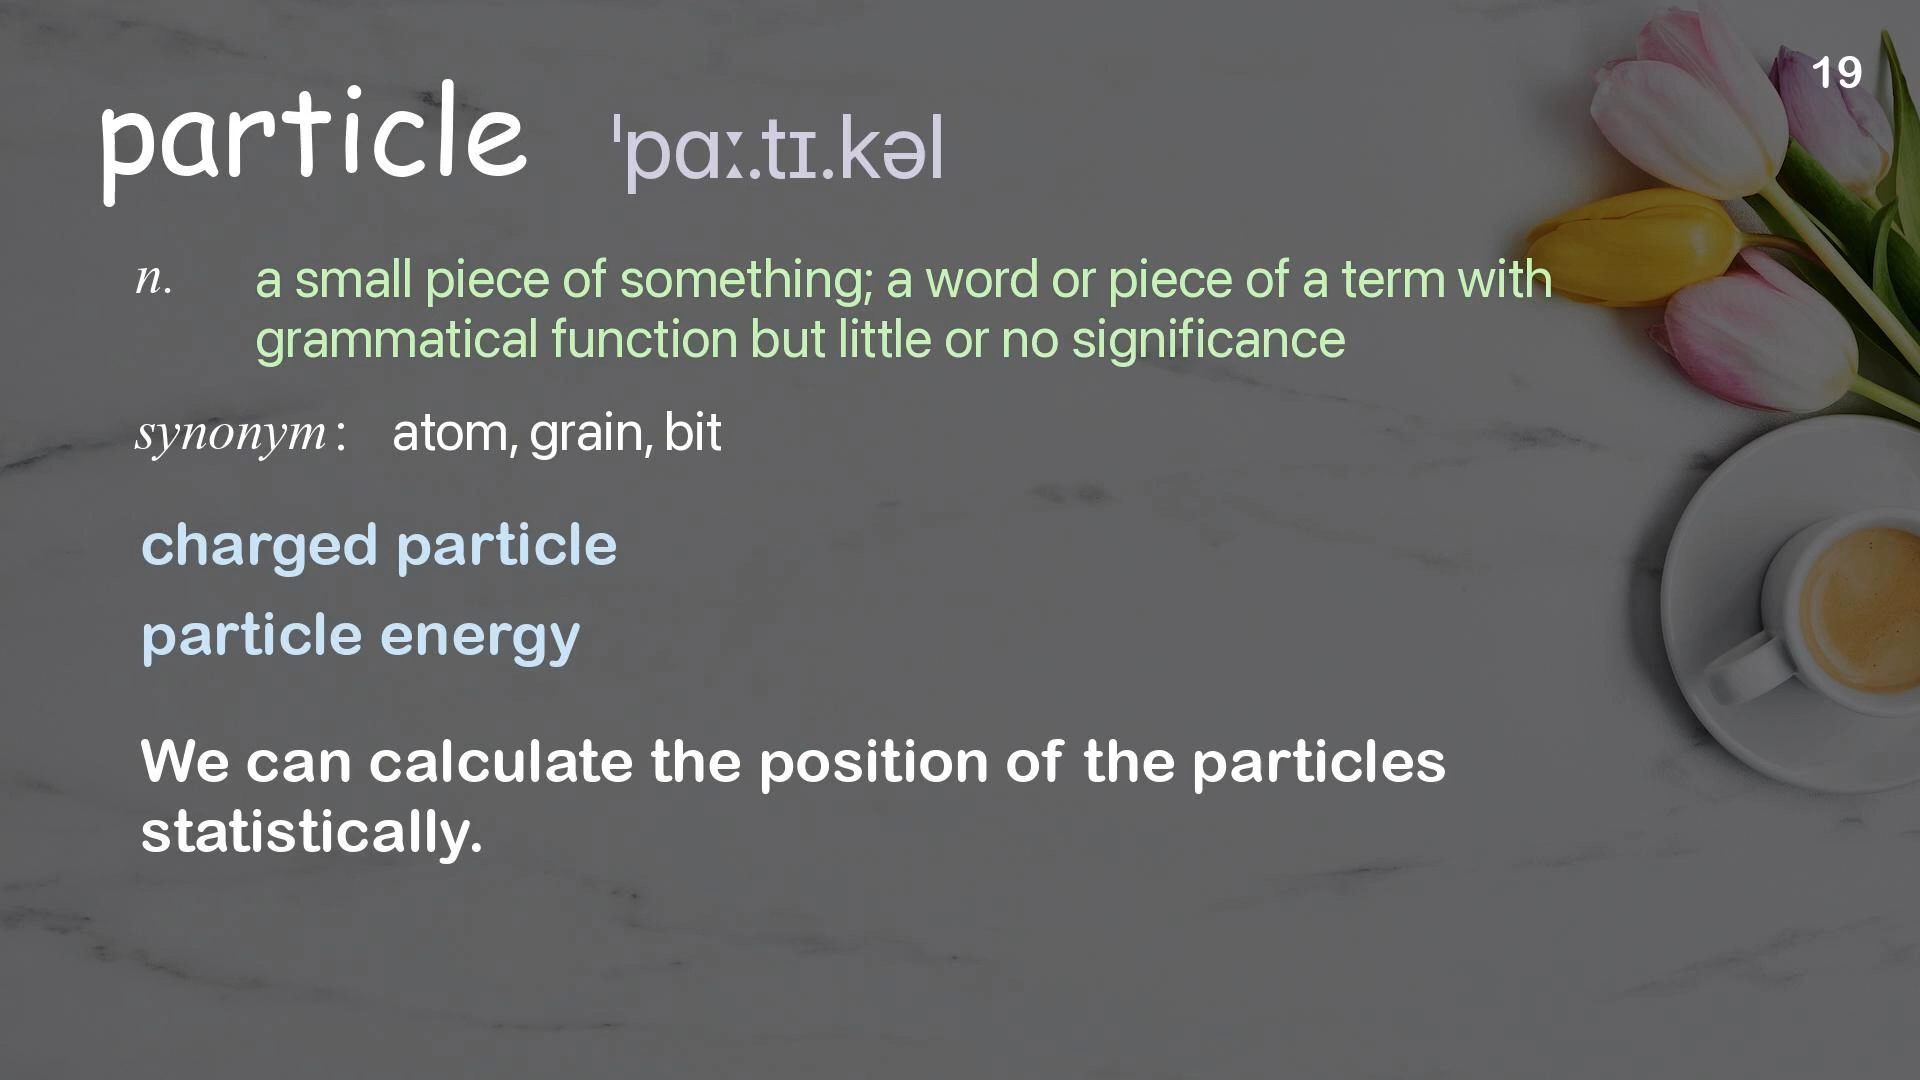 19
particle ˈpɑː.tɪ.kəl
n. a small piece of something; a word or piece of a term with
grammatical function but little or no significance
synonym: atom, grain, bit
charged particle
particle energy
We can calculate the position of the particles
statistically.